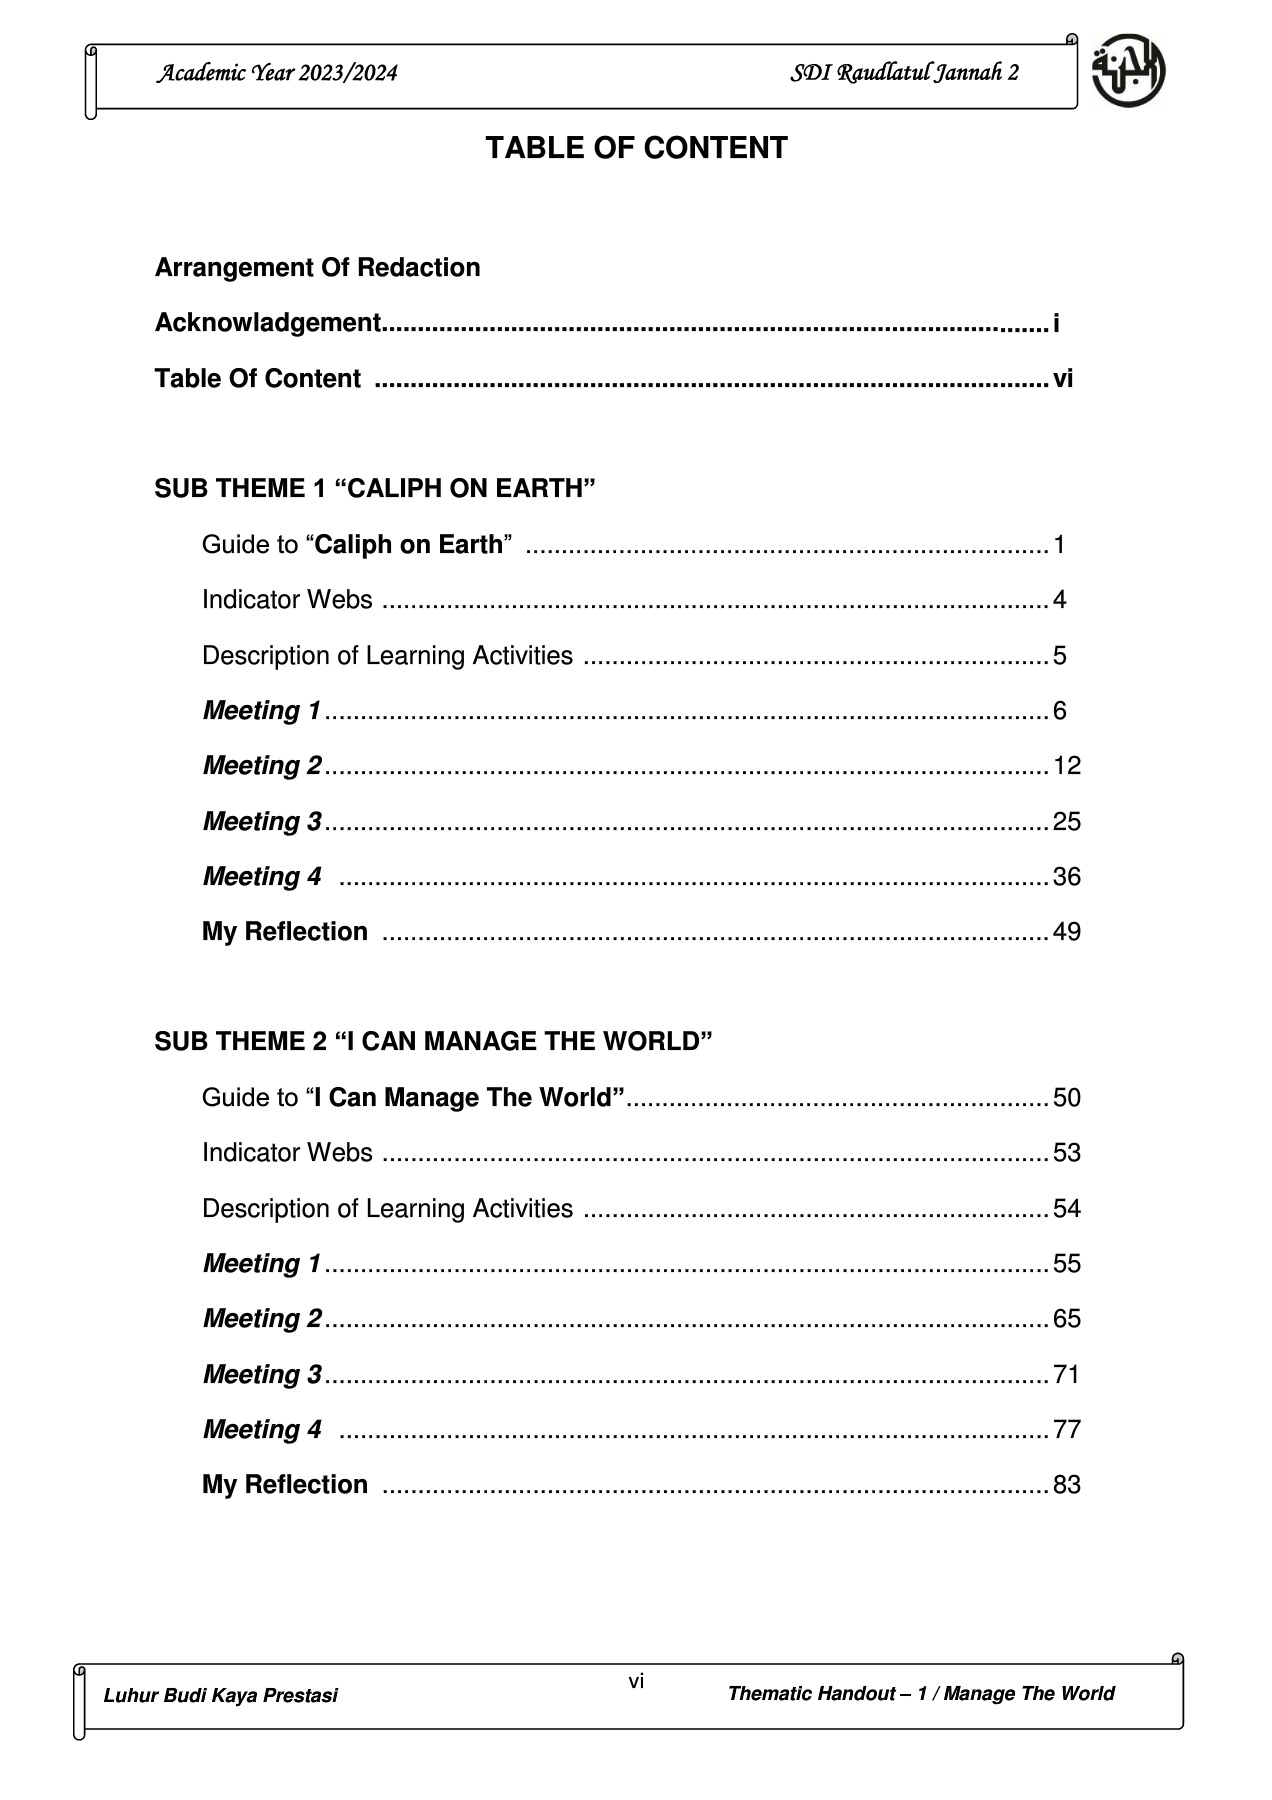 Academic Year 2023/2024 SDI Raudlatul Jannah 2
TABLE OF CONTENT
Arrangement Of Redaction
Acknowladgement............................................................................................i
Table Of Content ............................................................................................vi
SUB THEME 1 “CALIPH ON EARTH”
Guide to “Caliph on Earth” ........................................................................1
Indicator Webs ............................................................................................4
Description of Learning Activities ................................................................5
Meeting 1....................................................................................................6
Meeting 2....................................................................................................12
Meeting 3....................................................................................................25
Meeting 4 ..................................................................................................36
My Reflection ............................................................................................49
SUB THEME 2 “I CAN MANAGE THE WORLD”
Guide to “I Can Manage The World”..........................................................50
Indicator Webs ............................................................................................53
Description of Learning Activities ................................................................54
Meeting 1....................................................................................................55
Meeting 2....................................................................................................65
Meeting 3....................................................................................................71
Meeting 4 ..................................................................................................77
My Reflection ............................................................................................83
vi
Luhur Budi Kaya Prestasi Thematic Handout – 1 / Manage The World